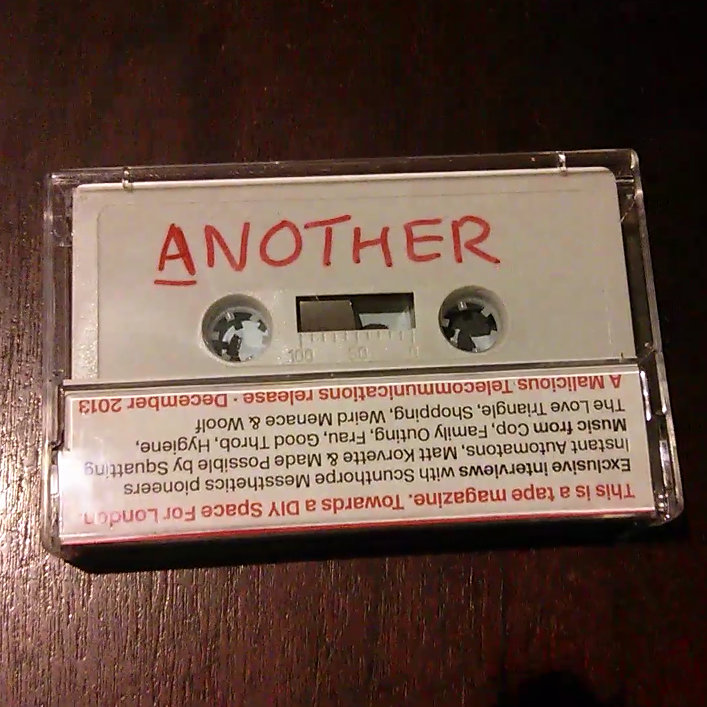 ANOTHER
100 50 0
This is a tape magazine. Towards a DIY Space For London.
Exclusive interviews with Scunthorpe Messthetics pioneers
Instant Automatons, Matt Korvette & Made Possible by Squatting
Music from Cop, Family Outing, Frau, Good Throb, Hygiene,
The Love Triangle, Shopping, Weird Menace & Woolf
A Malicious Telecommunications release · December 2013